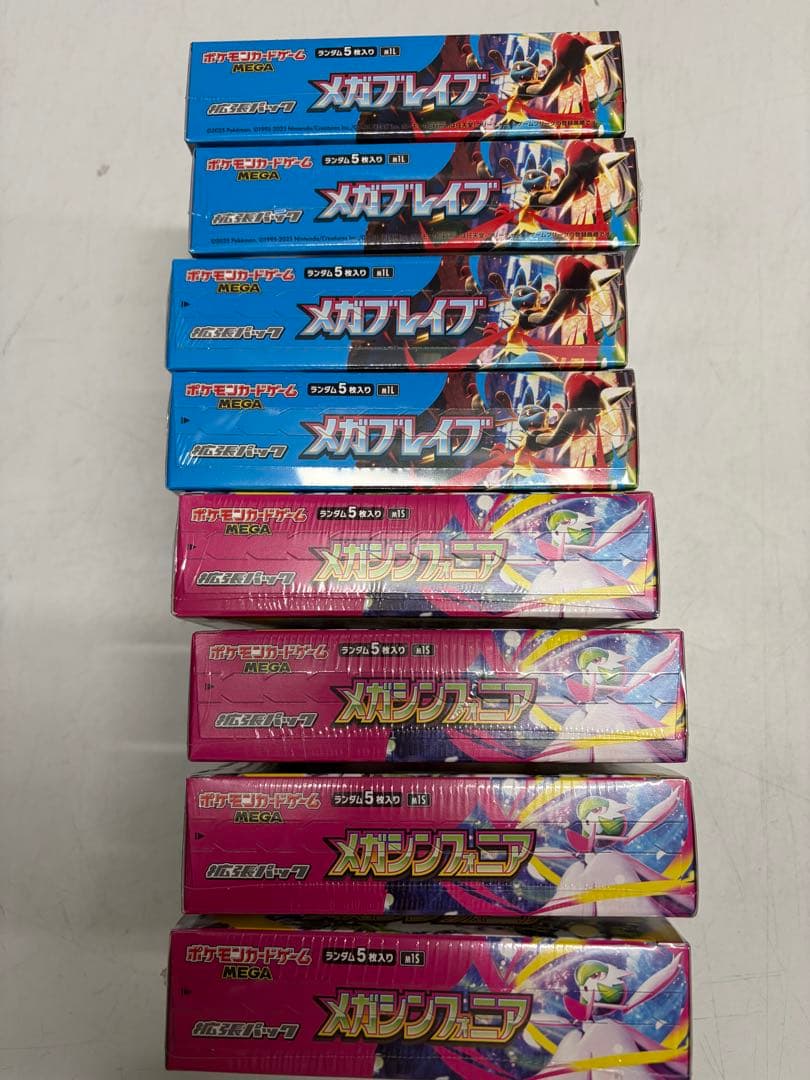 ポケモンカードゲーム
MEGA
ランダム5枚入り M1L
拡張パック
メガブレイブ
ポケモンカードゲーム
MEGA
ランダム5枚入り M1L
拡張パック
メガブレイブ
ポケモンカードゲーム
MEGA
ランダム5枚入り M1L
拡張パック
メガブレイブ
ポケモンカードゲーム
MEGA
ランダム5枚入り M1L
拡張パック
メガブレイブ
ポケモンカードゲーム
MEGA
ランダム5枚入り M1S
拡張パック
メガシンフォニア
ポケモンカードゲーム
MEGA
ランダム5枚入り M1S
拡張パック
メガシンフォニア
ポケモンカードゲーム
MEGA
ランダム5枚入り M1S
拡張パック
メガシンフォニア
ポケモンカードゲーム
MEGA
ランダム5枚入り M1S
拡張パック
メガシンフォニア